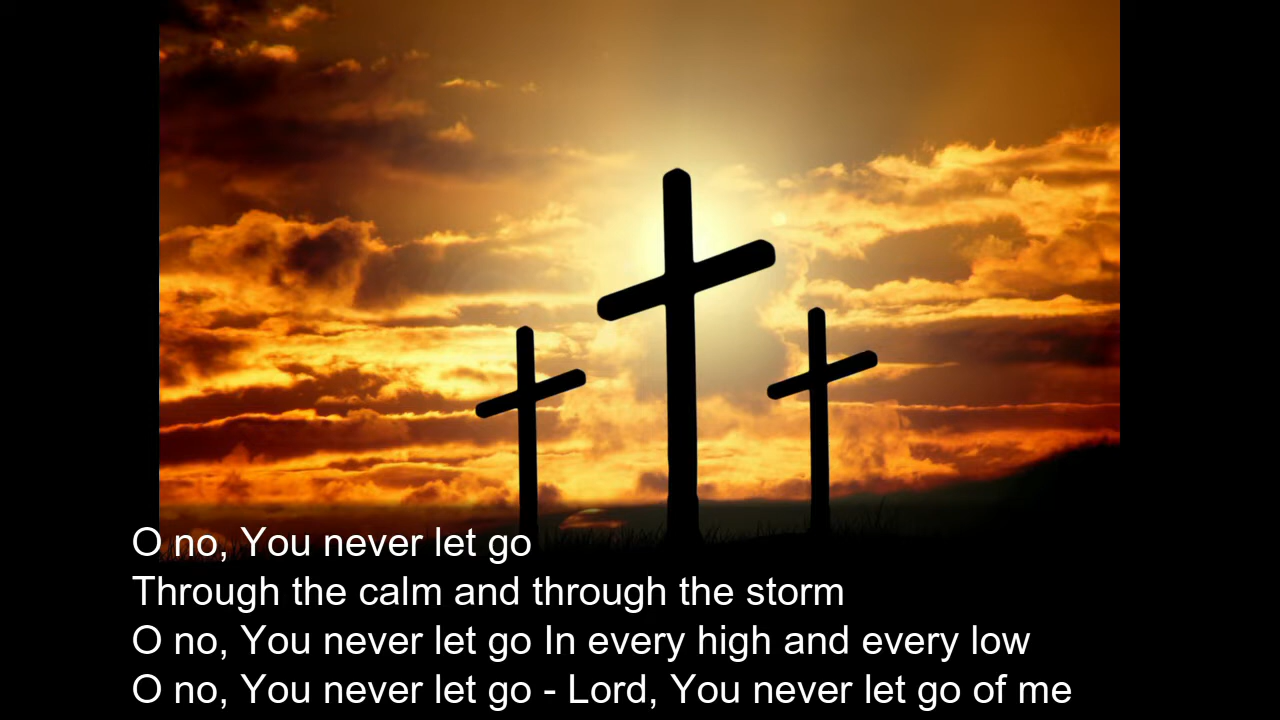 O no, You never let go
Through the calm and through the storm
O no, You never let go In every high and every low
O no, You never let go - Lord, You never let go of me